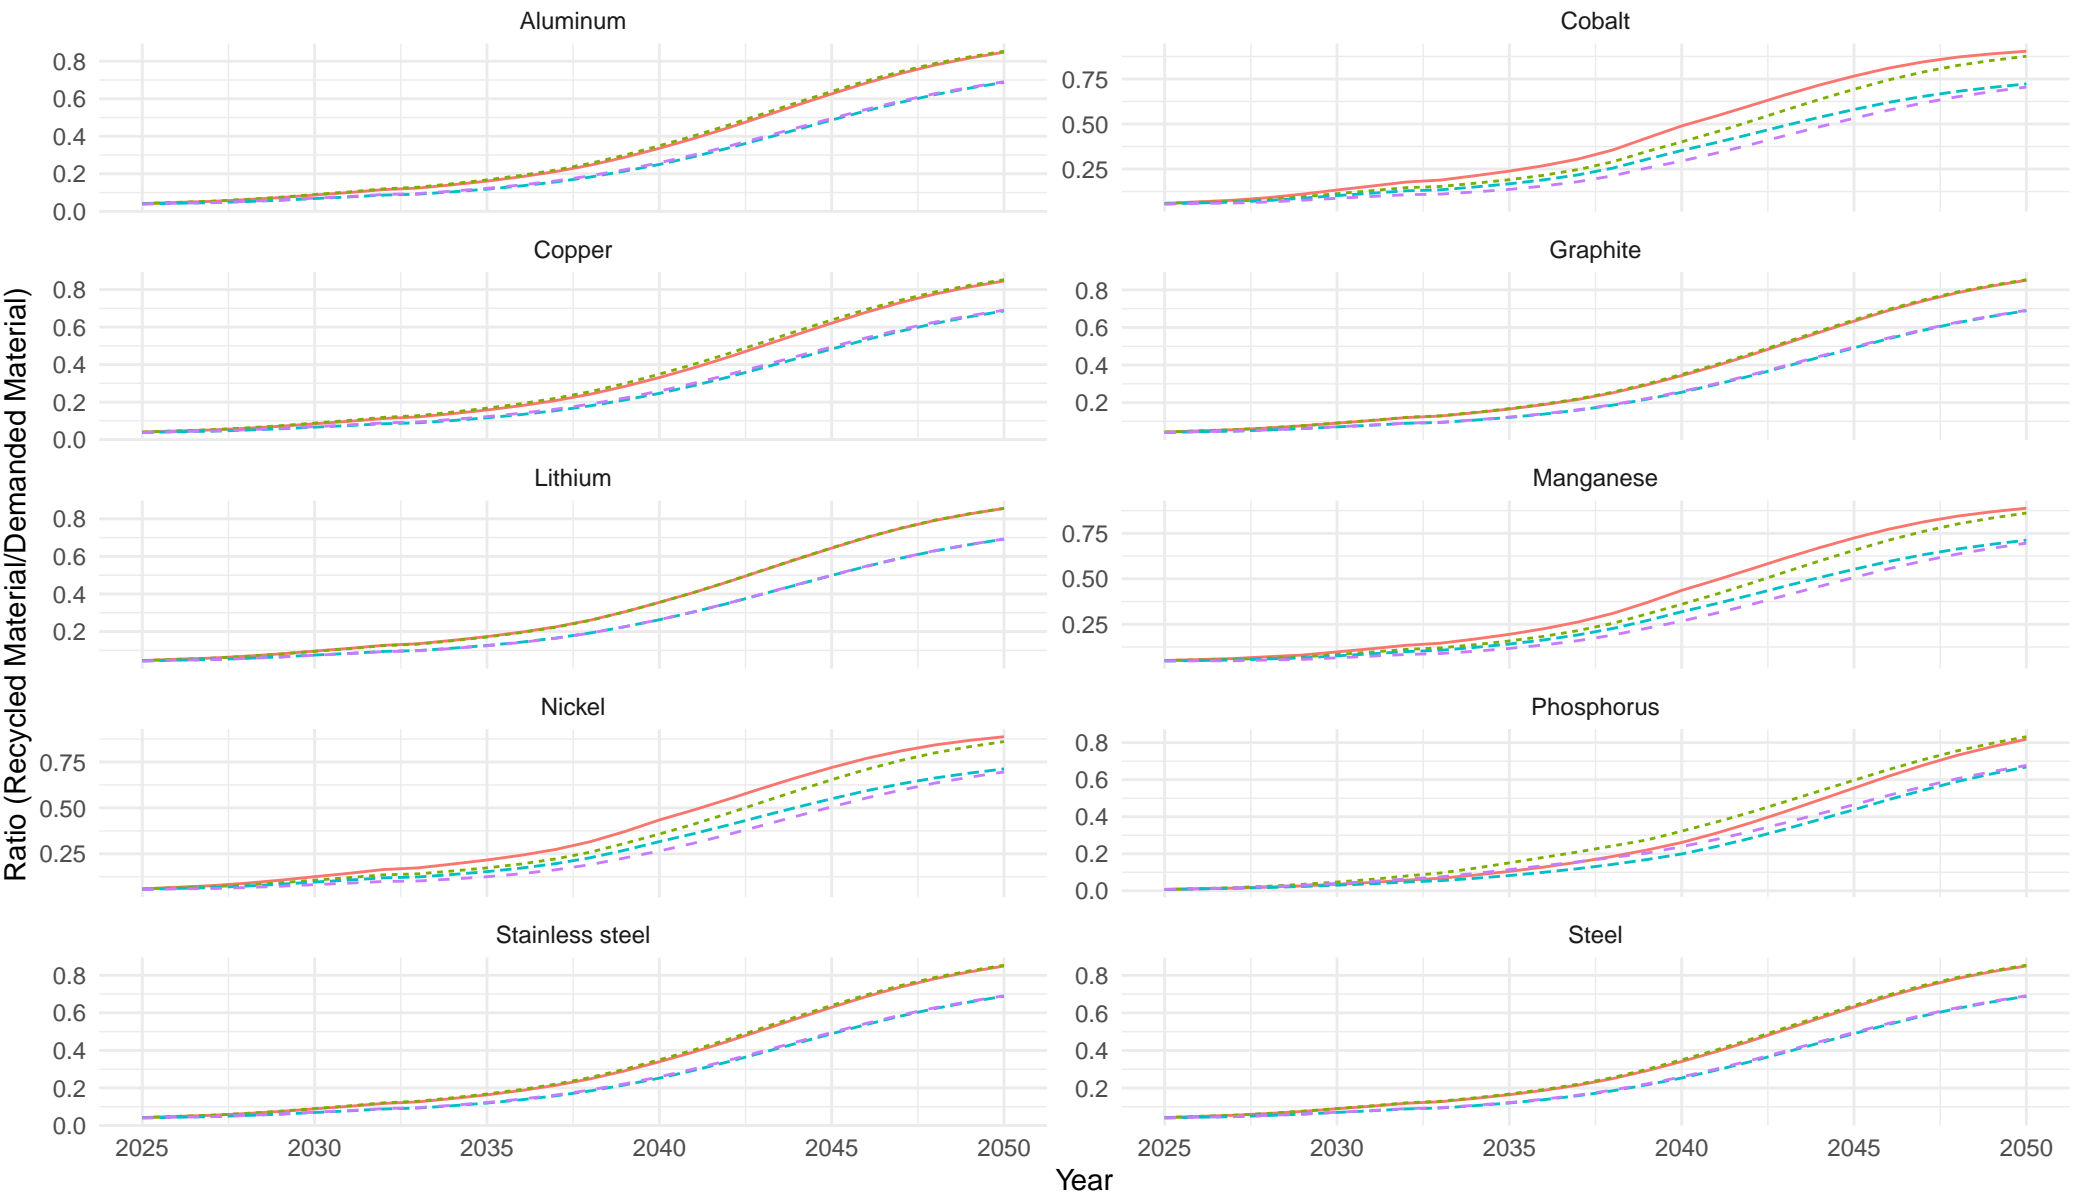 Aluminum
Cobalt
0.8
0.6
0.4
0.2
0.0
0.75
0.50
0.25
Copper
Graphite
0.8
0.6
0.4
0.2
0.0
0.8
0.6
0.4
0.2
Lithium
Manganese
0.8
0.6
0.4
0.2
0.75
0.50
0.25
Nickel
Phosphorus
0.75
0.50
0.25
0.8
0.6
0.4
0.2
0.0
Stainless steel
Steel
0.8
0.6
0.4
0.2
0.0
0.8
0.6
0.4
0.2
2025 2030 2035 2040 2045 2050
2025 2030 2035 2040 2045 2050
Year
Ratio (Recycled Material/Demanded Material)